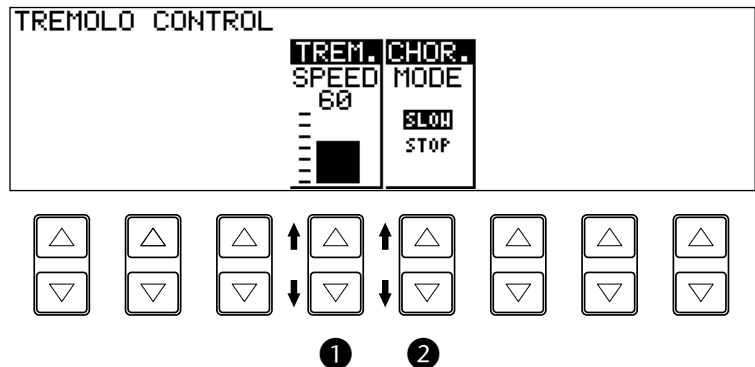 TREMOLO CONTROL
TREM. CHOR.
SPEED MODE
60
SLOW
STOP
1 2